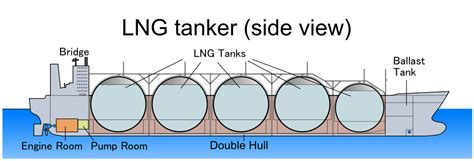 LNG tanker (side view)
Bridge
LNG Tanks
Ballast
Tank
Engine Room
Pump Room
Double Hull